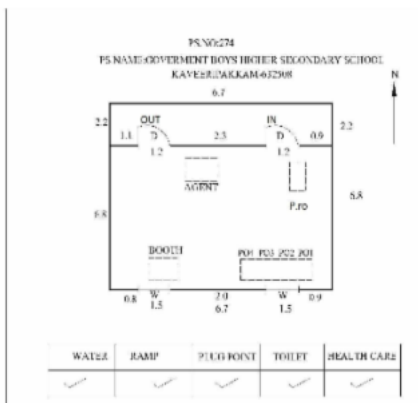 PS.NO:274
PS.NAME:GOVERMENT BOYS HIGHER SECONDARY SCHOOL
KAVEERIPAKKAM-632508
6.7
N
2.2 OUT IN 2.2
1.1 D 2.3 D 0.9
1.2 1.2
AGENT
P.ro
6.8 6.8
BOOTH PO1 PO3 PO2 PO1
0.8 W 2.0 W 0.9
1.5 6.7 1.5
WATER RAMP PLUG POINT TOILET HEALTH CARE